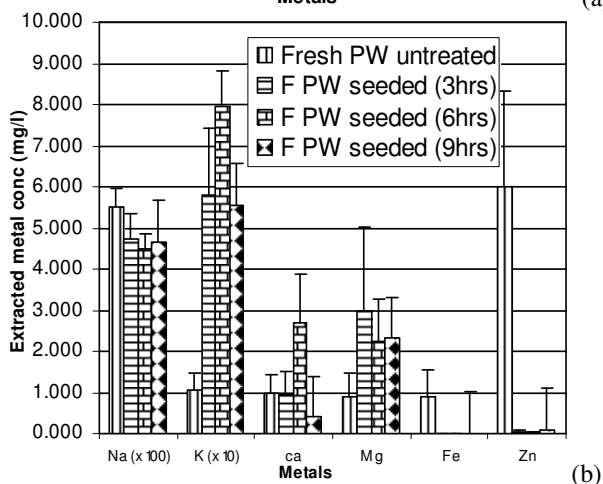 Metals
(a
10.000
9.000
8.000
7.000
6.000
5.000
4.000
3.000
2.000
1.000
0.000
Extracted metal conc (mg/l)
Fresh PW untreated
F PW seeded (3hrs)
F PW seeded (6hrs)
F PW seeded (9hrs)
Na (x 100) K (x 10) ca Mg Fe Zn
Metals
(b)